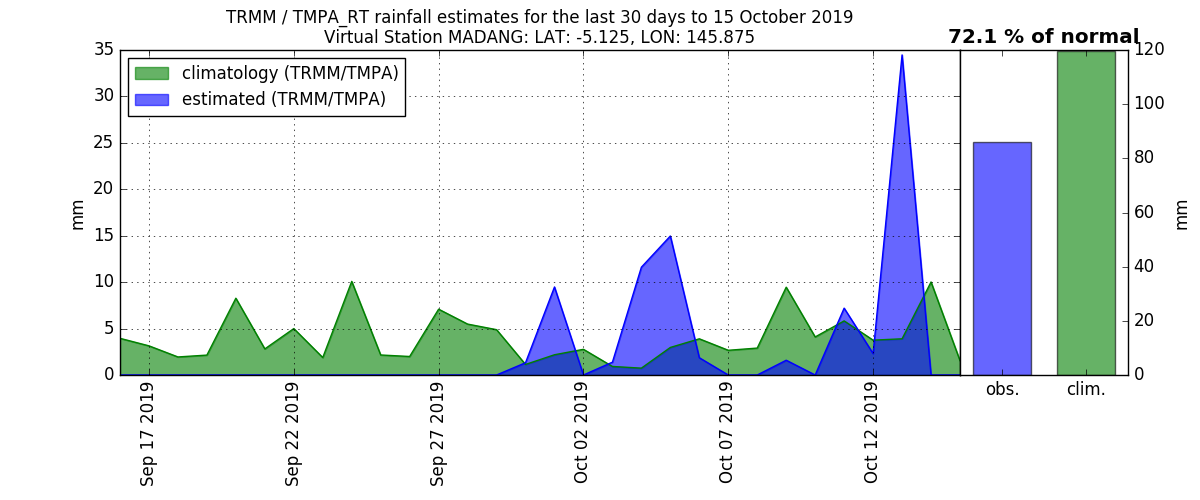 TRMM / TMPA_RT rainfall estimates for the last 30 days to 15 October 2019
Virtual Station MADANG: LAT: -5.125, LON: 145.875
72.1 % of normal
climatology (TRMM/TMPA)
estimated (TRMM/TMPA)
35
30
25
20
15
10
5
0
mm
Sep 17 2019
Sep 22 2019
Sep 27 2019
Oct 02 2019
Oct 07 2019
Oct 12 2019
obs.
clim.
120
100
80
60
40
20
0
mm